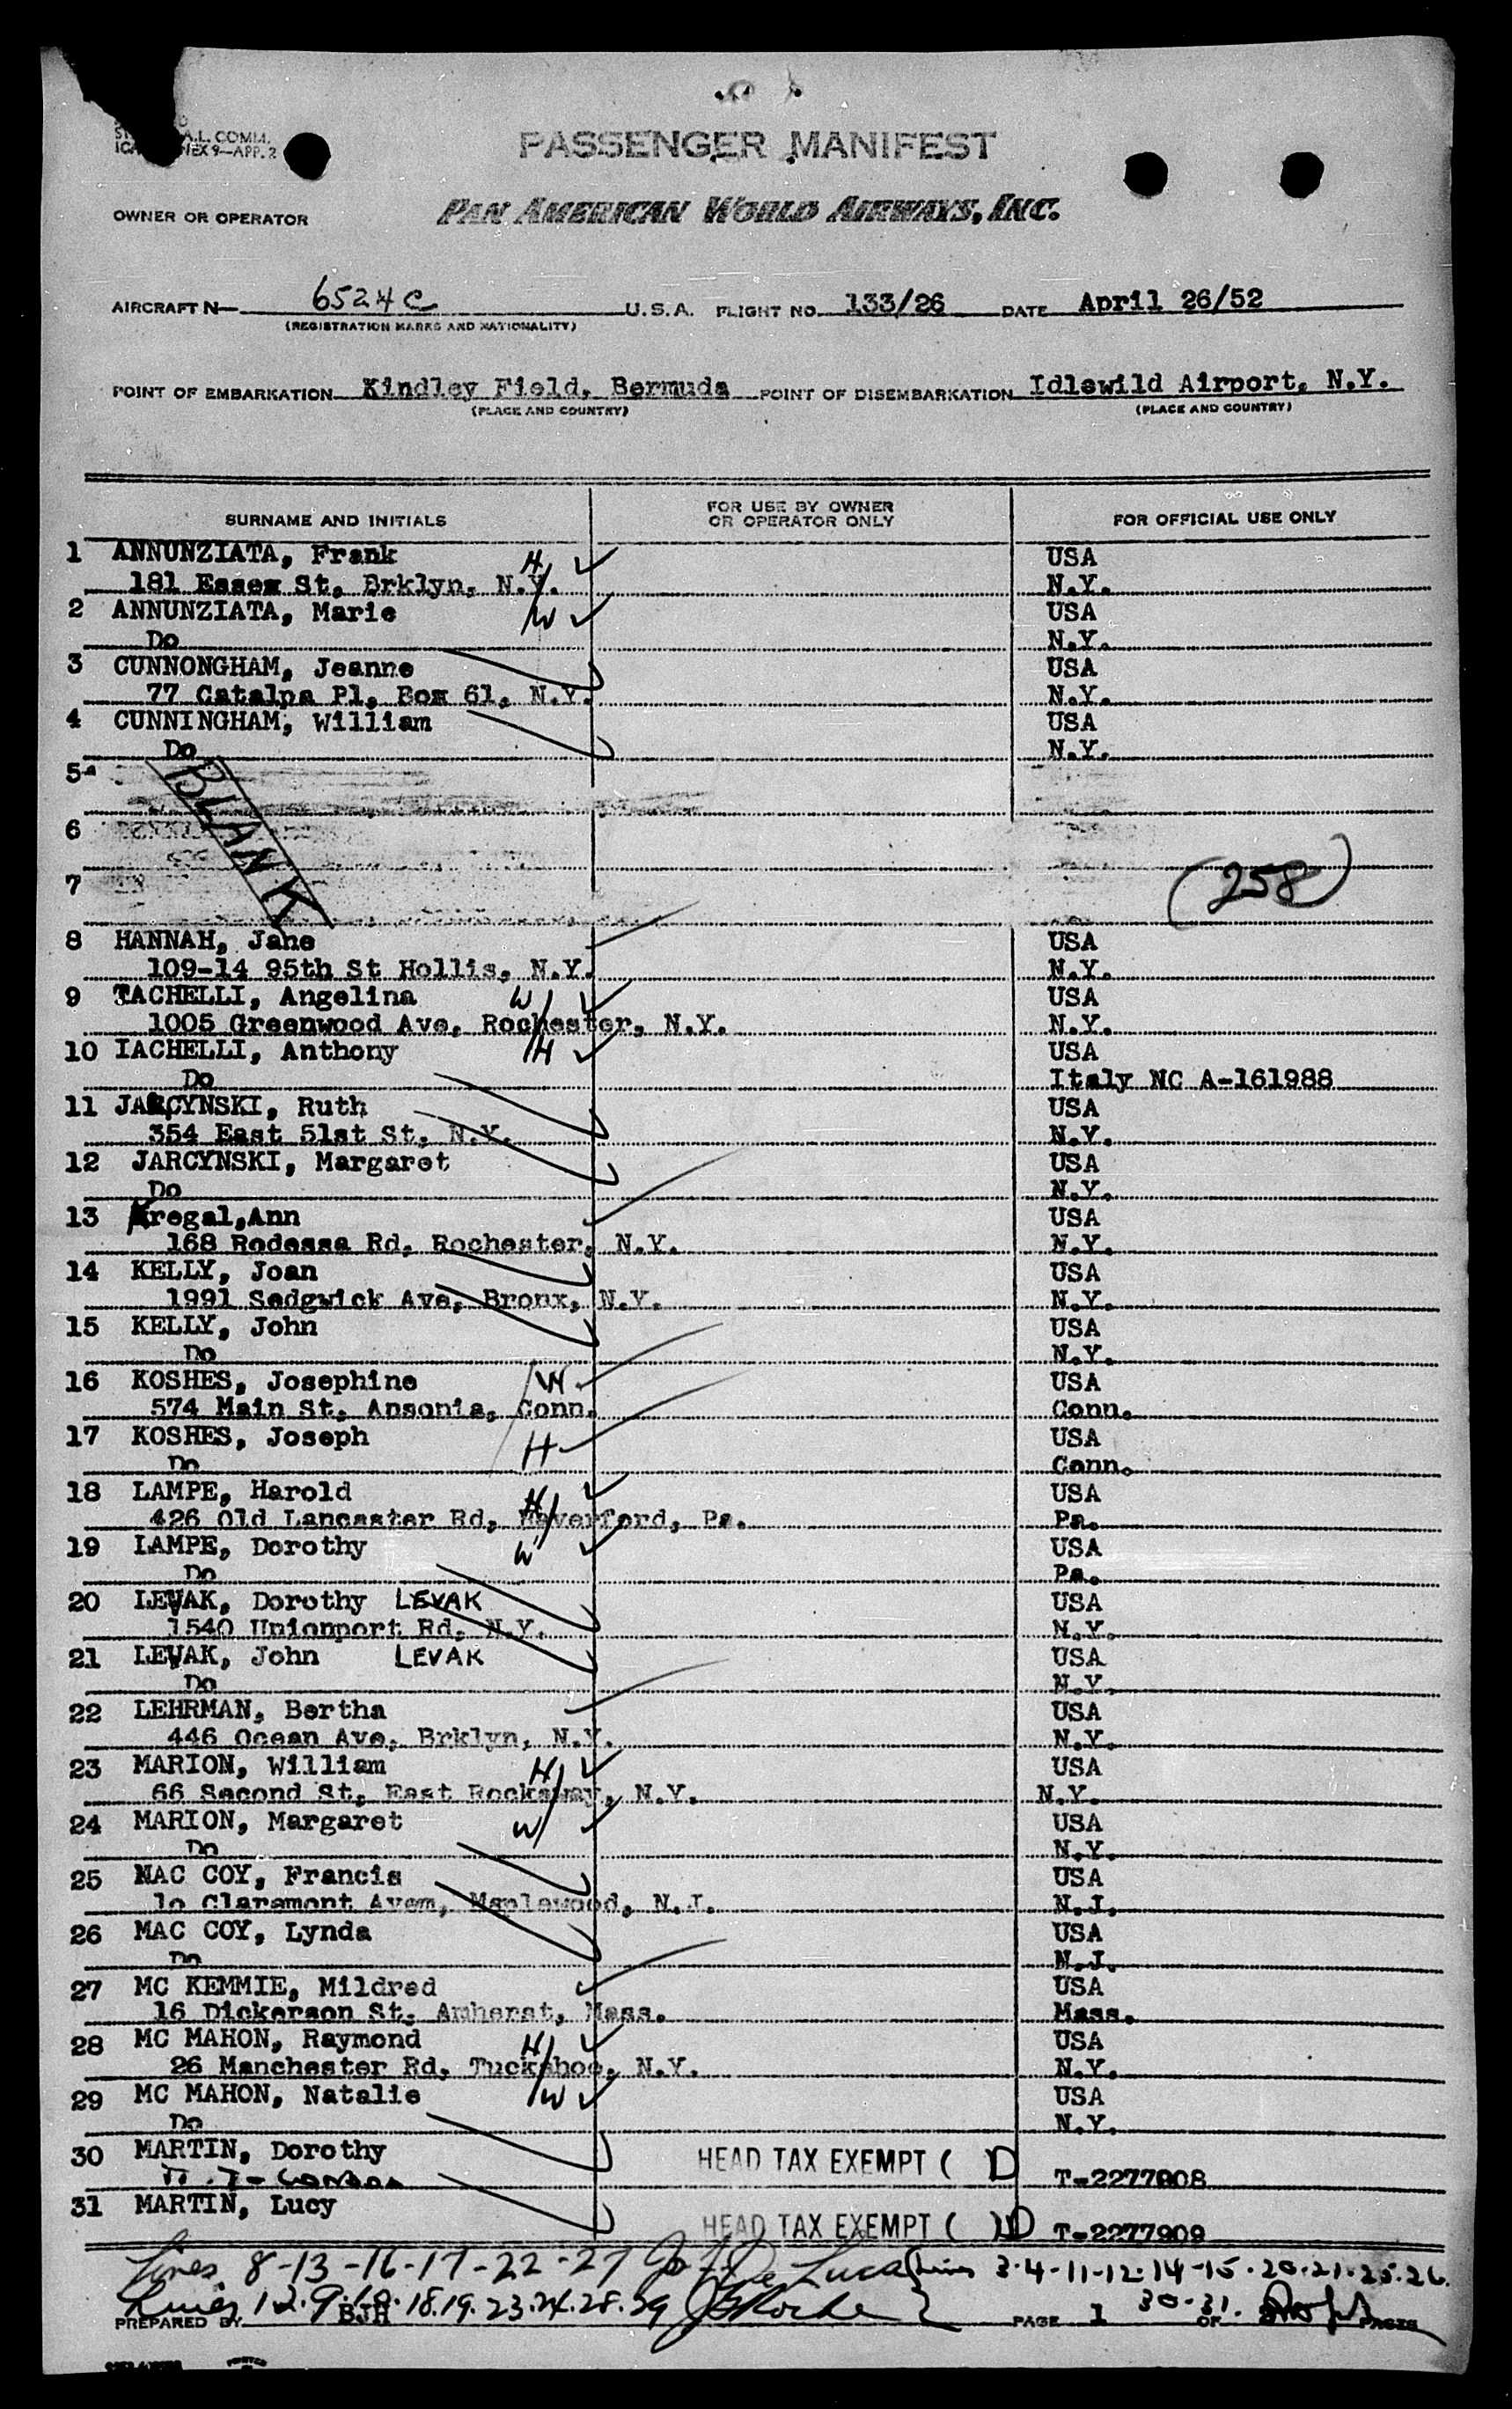 A.L. COMM.
NEX 9—APP. 2
PASSENGER MANIFEST
OWNER OR OPERATOR PAN AMERICAN WORLD AIRWAYS, INC.
AIRCRAFT N— 6524C U.S.A. FLIGHT NO. 133/26 DATE April 26/52
(REGISTRATION MARKS AND NATIONALITY)
POINT OF EMBARKATION Kindley Field, Bermuda POINT OF DISEMBARKATION Idlewild Airport, N.Y.
(PLACE AND COUNTRY) (PLACE AND COUNTRY)
SURNAME AND INITIALS FOR USE BY OWNER OR OPERATOR ONLY FOR OFFICIAL USE ONLY
1 ANNUNZIATA, Frank H USA
181 Essex St, Brklyn, N.Y. N.Y.
2 ANNUNZIATA, Marie W USA
Do N.Y.
3 CUNNONGHAM, Jeanne USA
77 Catalpa Pl, Box 61, N.Y. N.Y.
4 CUNNINGHAM, William USA
Do N.Y.
5
BLANK
6
7 (258)
8 HANNAH, Jane USA
109-14 95th St Hollis, N.Y. N.Y.
9 IACHELLI, Angelina W USA
1005 Greenwood Ave, Rochester, N.Y. N.Y.
10 IACHELLI, Anthony H USA
Do Italy NC A-161988
11 JARCYNSKI, Ruth USA
354 East 51st St, N.Y. N.Y.
12 JARCYNSKI, Margaret USA
Do N.Y.
13 Kregal,Ann USA
168 Rodessa Rd, Rochester, N.Y. N.Y.
14 KELLY, Joan USA
1991 Sedgwick Ave, Bronx, N.Y. N.Y.
15 KELLY, John USA
Do N.Y.
16 KOSHES, Josephine W USA
574 Main St, Ansonia, Conn. Conn.
17 KOSHES, Joseph H USA
Do Conn.
18 LAMPE, Harold H USA
426 Old Lancaster Rd, Haverford, Pa. Pa.
19 LAMPE, Dorothy W USA
Do Pa.
20 LEVAK, Dorothy LEVAK USA
1540 Unionport Rd, N.Y. N.Y.
21 LEVAK, John LEVAK USA
Do N.Y.
22 LEHRMAN, Bertha USA
446 Ocean Ave, Brklyn, N.Y. N.Y.
23 MARION, William H USA
66 Second St, East Rockaway, N.Y. N.Y.
24 MARION, Margaret W USA
Do N.Y.
25 MAC COY, Francis USA
10 Claremont Avem, Maplewood, N.J. N.J.
26 MAC COY, Lynda USA
Do N.J.
27 MC KEMMIE, Mildred USA
16 Dickerson St, Amherst, Mass. Mass.
28 MC MAHON, Raymond H USA
26 Manchester Rd, Tuckahoe, N.Y. N.Y.
29 MC MAHON, Natalie W USA
Do N.Y.
30 MARTIN, Dorothy HEAD TAX EXEMPT ( ) D
T-2277908
31 MARTIN, Lucy
HEAD TAX EXEMPT ( ) D T-2277909
Lines 8-13-16-17-22-27 Luca Lines 3-4-11-12-14-15-20-21-25-26.
Lines 1-2.9.10.18.19.23.24.28.29 30-31.
PREPARED BY BJH PAGE 1 OF PAGES